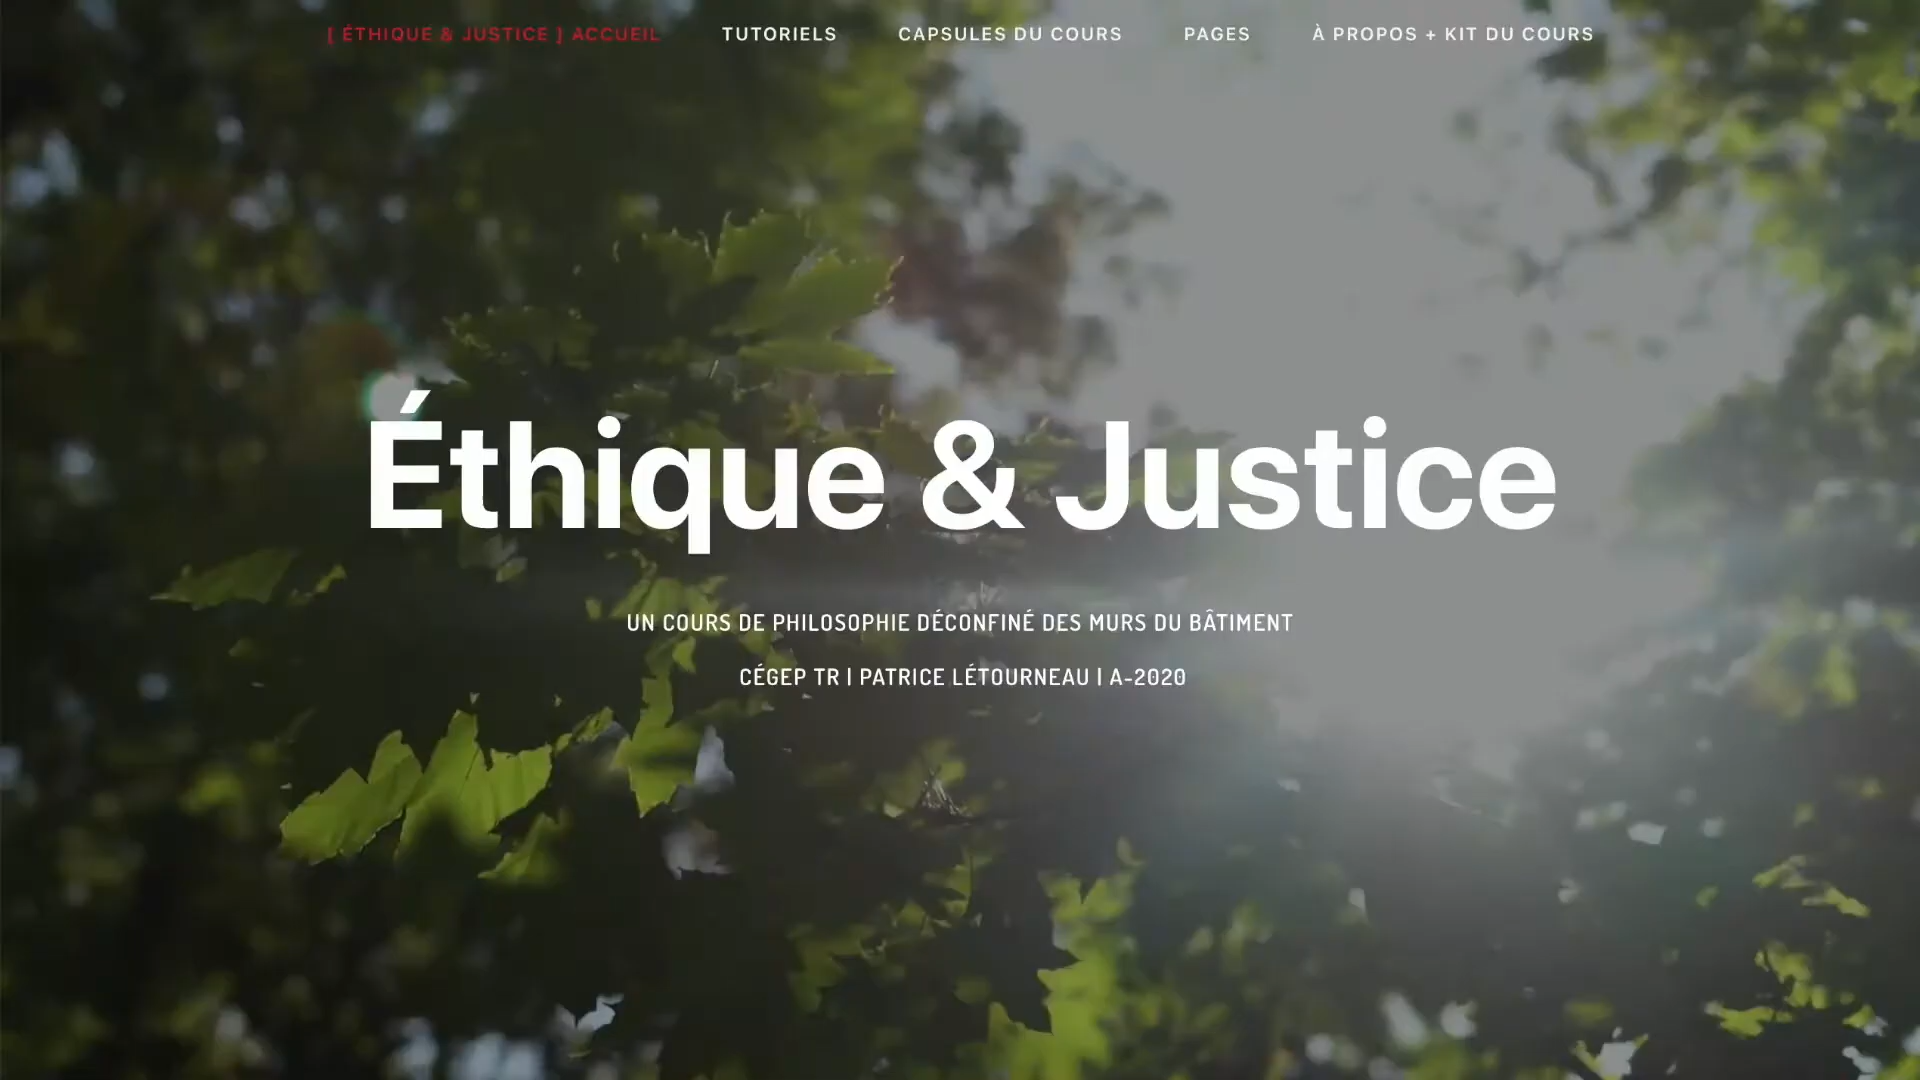 [ ÉTHIQUE & JUSTICE ] ACCUEIL TUTORIELS CAPSULES DU COURS PAGES À PROPOS + KIT DU COURS
Éthique & Justice
UN COURS DE PHILOSOPHIE DÉCONFINÉ DES MURS DU BÂTIMENT
CÉGEP TR | PATRICE LÉTOURNEAU | A-2020